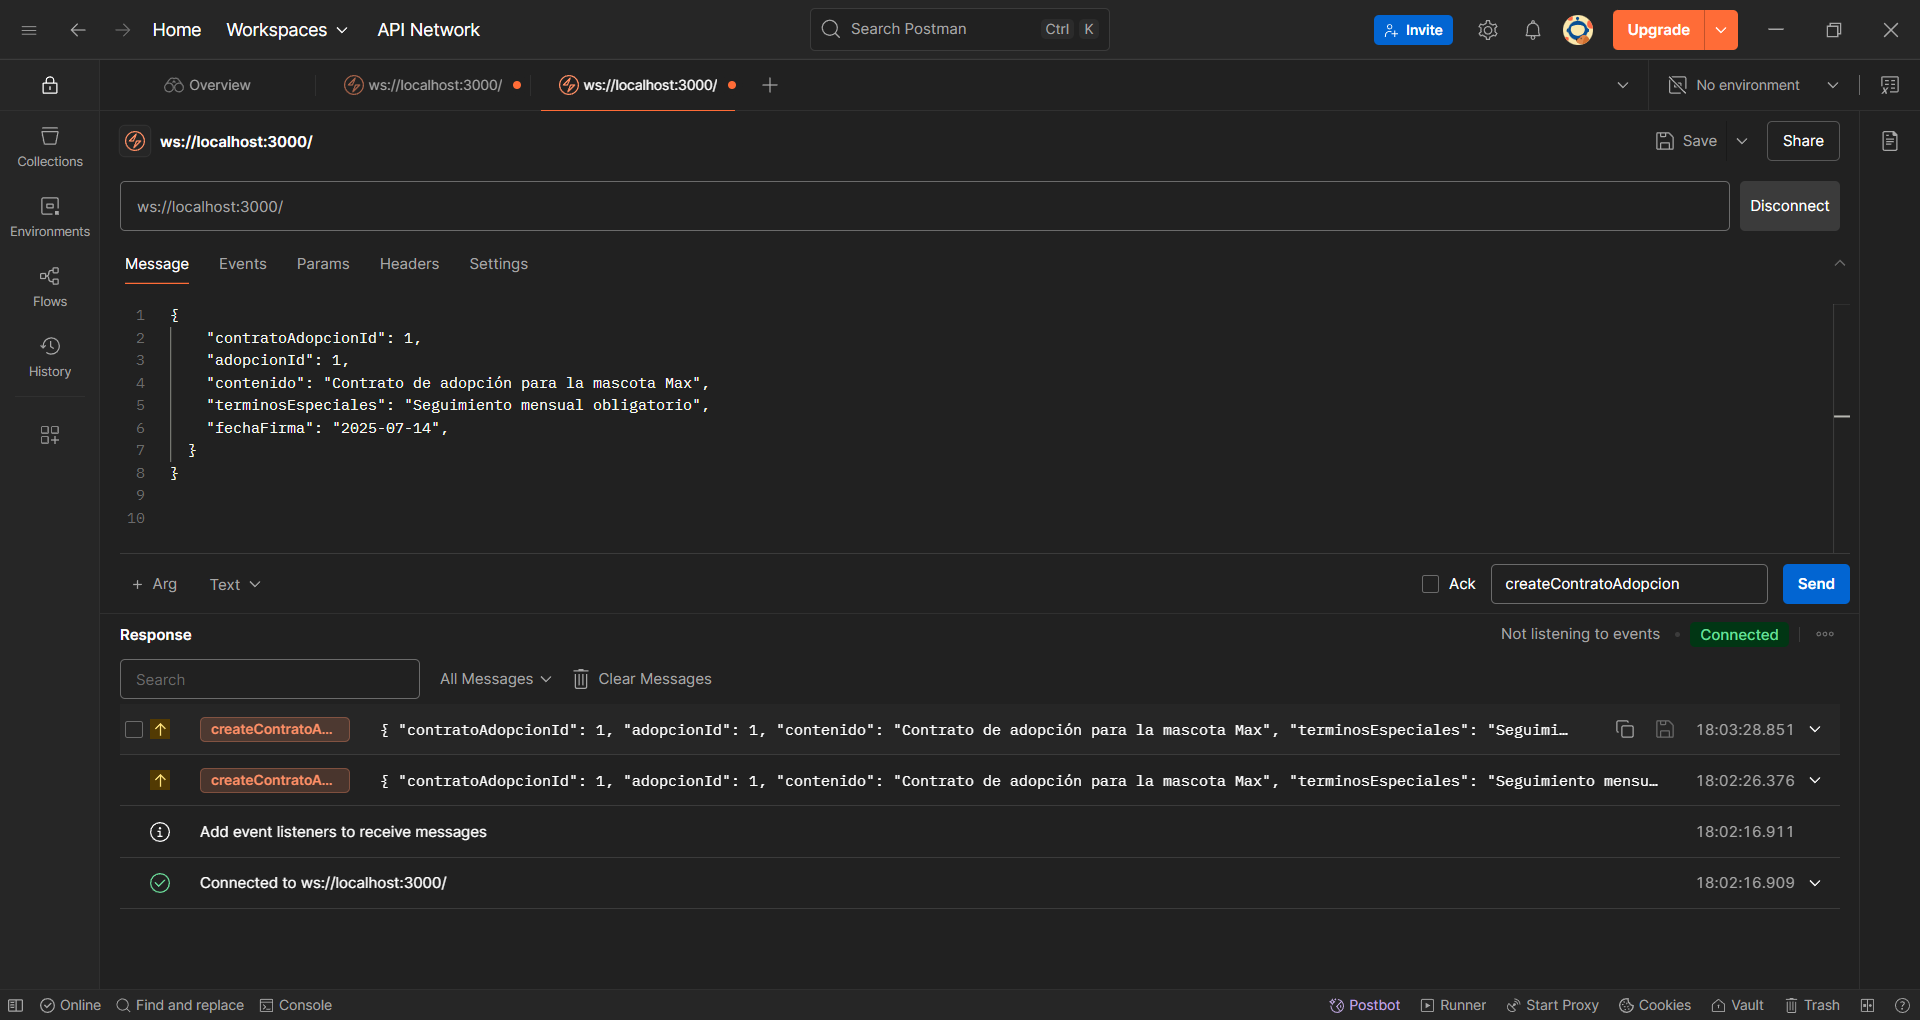 Home Workspaces API Network Search Postman Ctrl K Invite Upgrade
Overview ws://localhost:3000/ ws://localhost:3000/ No environment
ws://localhost:3000/ Save Share
Collections
Environments
Flows
History
ws://localhost:3000/ Disconnect
Message Events Params Headers Settings
1 {
2 "contratoAdopcionId": 1,
3 "adopcionId": 1,
4 "contenido": "Contrato de adopción para la mascota Max",
5 "terminosEspeciales": "Seguimiento mensual obligatorio",
6 "fechaFirma": "2025-07-14",
7 }
8 }
9
10
+ Arg Text Ack createContratoAdopcion Send
Response Not listening to events Connected
Search All Messages Clear Messages
createContratoA... { "contratoAdopcionId": 1, "adopcionId": 1, "contenido": "Contrato de adopción para la mascota Max", "terminosEspeciales": "Seguimi… 18:03:28.851
createContratoA... { "contratoAdopcionId": 1, "adopcionId": 1, "contenido": "Contrato de adopción para la mascota Max", "terminosEspeciales": "Seguimiento mensu… 18:02:26.376
Add event listeners to receive messages 18:02:16.911
Connected to ws://localhost:3000/ 18:02:16.909
Online Find and replace Console Postbot Runner Start Proxy Cookies Vault Trash